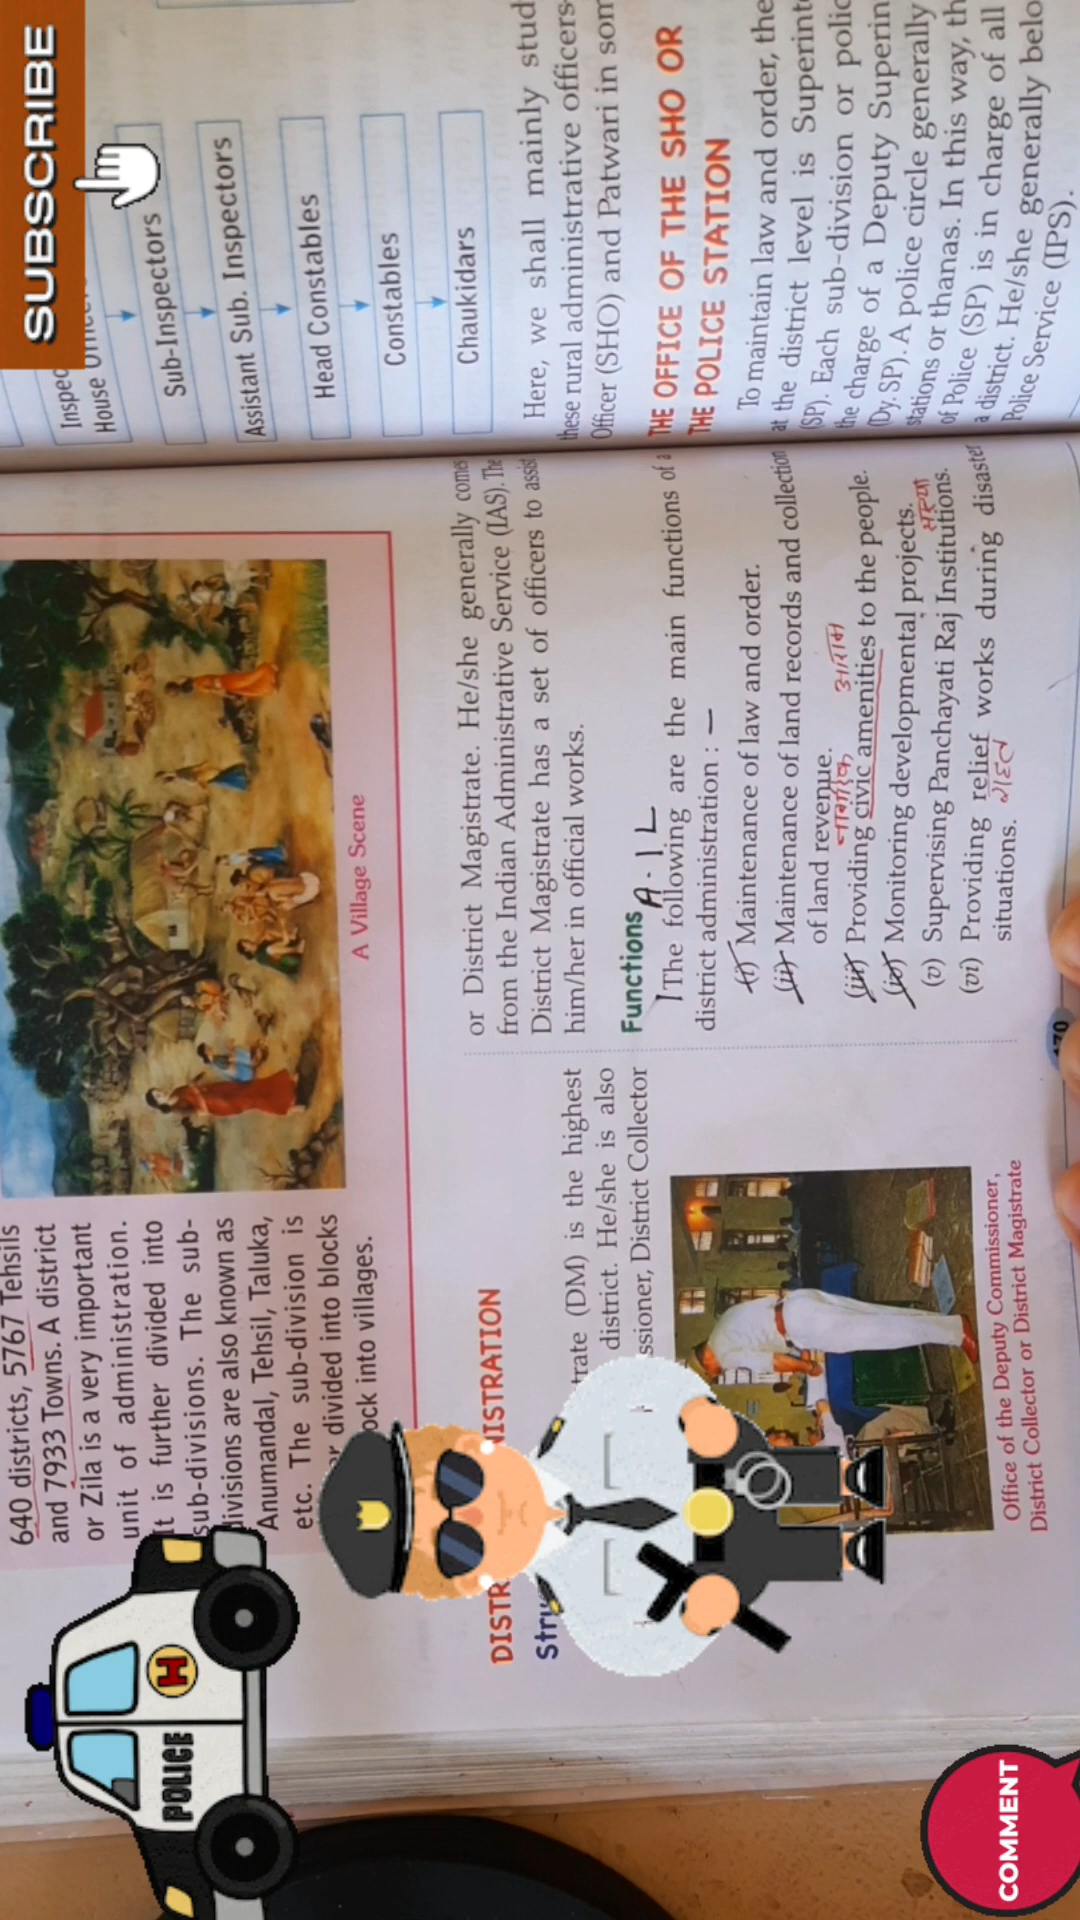 SUBSCRIBE
640 districts, 5767 Tehsils
and 7933 Towns. A district
or Zila is a very important
unit of administration.
It is further divided into
sub-divisions. The sub-
divisions are also known as
Anumandal, Tehsil, Taluka,
etc. The sub-division is
divided into blocks
into villages.
A Village Scene
DISTR
NISTRATION
(DM) is the highest
district. He/she is also
District Collector
Office of the Deputy Commissioner,
District Collector or District Magistrate
or District Magistrate. He/she generally comes
from the Indian Administrative Service (IAS). The
District Magistrate has a set of officers to assist
him/her in official works.
Functions A - 1 L
The following are the main functions of a
district administration : —
(i) Maintenance of law and order.
(ii) Maintenance of land records and collection
of land revenue.
नागरिक आराम
(iii) Providing civic amenities to the people.
(iv) Monitoring developmental projects.
संस्था
(v) Supervising Panchayati Raj Institutions.
(vi) Providing relief works during disaster
situations. राहत
170
House
Sub-Inspectors
Assistant Sub. Inspectors
Head Constables
Constables
Chaukidars
Here, we shall mainly stud
these rural administrative officers-
Officer (SHO) and Patwari in som
THE OFFICE OF THE SHO OR
THE POLICE STATION
To maintain law and order, the
at the district level is Superint
(SP). Each sub-division or polic
the charge of a Deputy Superin
(Dy. SP). A police circle generally
stations or thanas. In this way, th
of Police (SP) is in charge of all
a district. He/she generally belo
Police Service (IPS).
POLICE
H
COMMENT